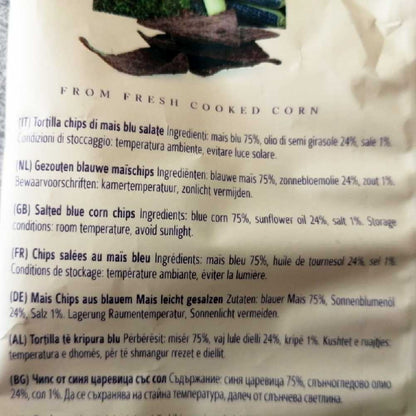 FROM FRESH COOKED CORN
(IT) Tortilla chips di mais blu salate Ingredienti: mais blu 75%, olio di semi girasole 24%, sale 1%.
Condizioni di stoccaggio: temperatura ambiente, evitare luce solare.
(NL) Gezouten blauwe maïschips Ingrediënten: blauwe maïs 75%, zonnebloemolie 24%, zout 1%.
Bewaarvoorschriften: kamertemperatuur, zonlicht vermijden.
(GB) Salted blue corn chips Ingredients: blue corn 75%, sunflower oil 24%, salt 1%. Storage
conditions: room temperature, avoid sunlight.
(FR) Chips salées au maïs bleu Ingrédients: maïs bleu 75%, huile de tournesol 24%, sel 1%.
Conditions de stockage: température ambiante, éviter la lumière.
(DE) Mais Chips aus blauem Mais leicht gesalzen Zutaten: blauer Mais 75%, Sonnenblumenöl
24%, Salz 1%. Lagerung Raumentemperatur, Sonnenlicht vermeiden.
(AL) Tortilla të kripura blu Përbërësit: misër 75%, vaj lule dielli 24%, kripë 1%. Kushtet e ruajtjes:
temperatura e dhomës, për të shmangur rrezet e diellit.
(BG) Чипс от синя царевица със сол Съдържание: синя царевица 75%, слънчогледово олио
24%, сол 1%. Да се съхранява на стайна температура, далеч от слънчева светлина.